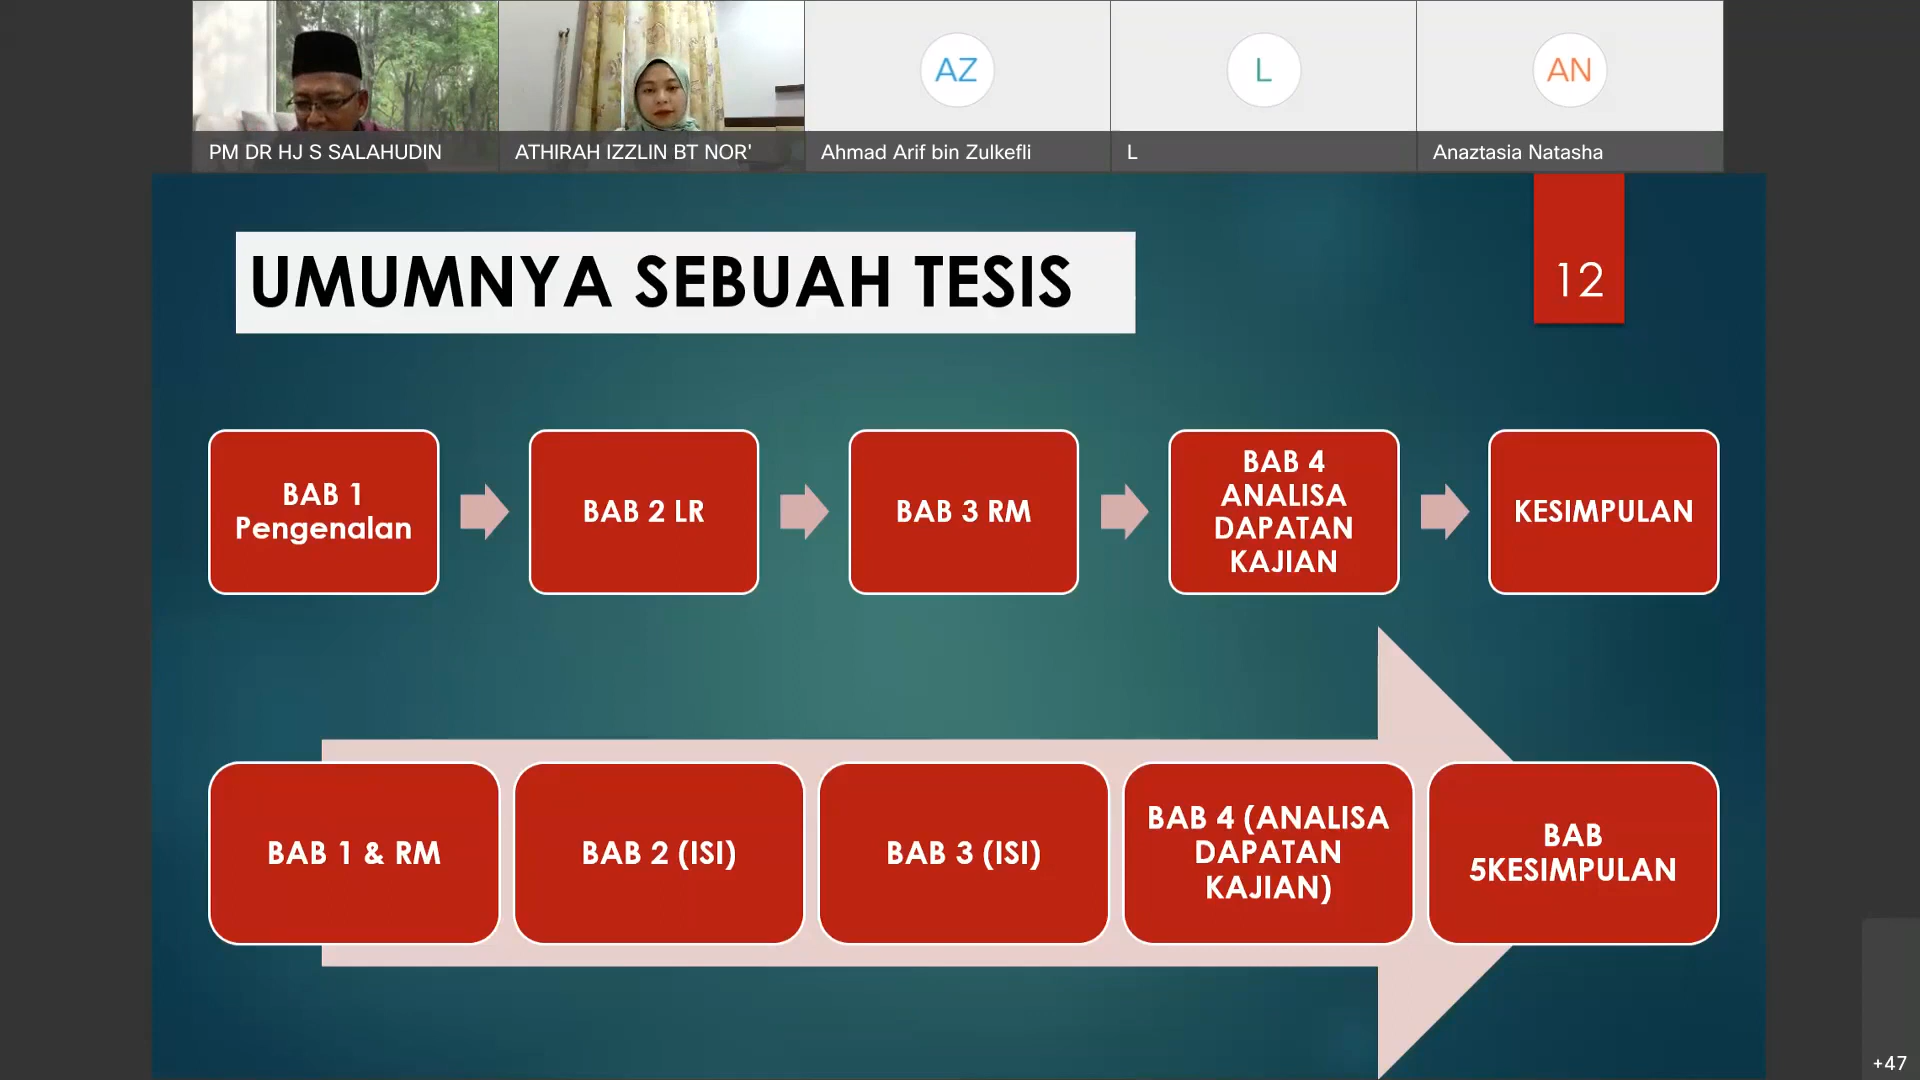 AZ
L
AN
PM DR HJ S SALAHUDIN
ATHIRAH IZZLIN BT NOR'
Ahmad Arif bin Zulkefli
L
Anaztasia Natasha
UMUMNYA SEBUAH TESIS
12
BAB 1
Pengenalan
BAB 2 LR
BAB 3 RM
BAB 4
ANALISA
DAPATAN
KAJIAN
KESIMPULAN
BAB 1 & RM
BAB 2 (ISI)
BAB 3 (ISI)
BAB 4 (ANALISA
DAPATAN
KAJIAN)
BAB
5KESIMPULAN
+47